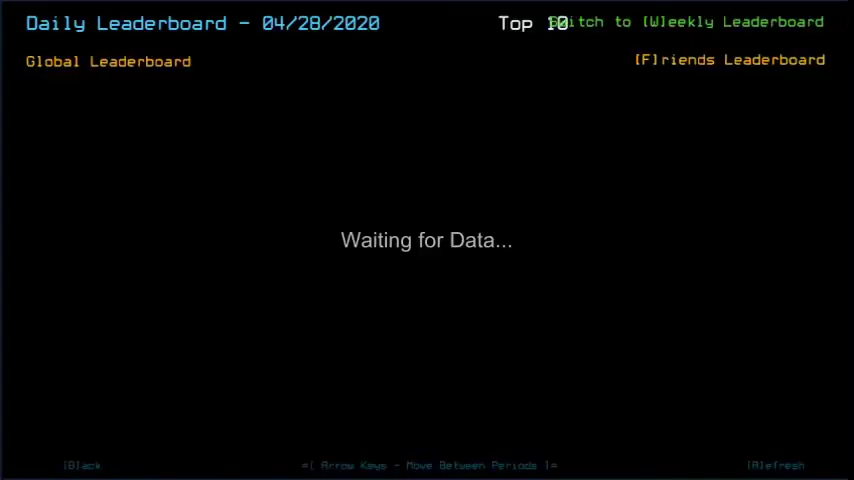 Daily Leaderboard - 04/28/2020
Top 10
Switch to [W]eekly Leaderboard
Global Leaderboard
[F]riends Leaderboard
Waiting for Data...
[B]ack
=[ Arrow Keys - Move Between Periods ]=
[R]efresh